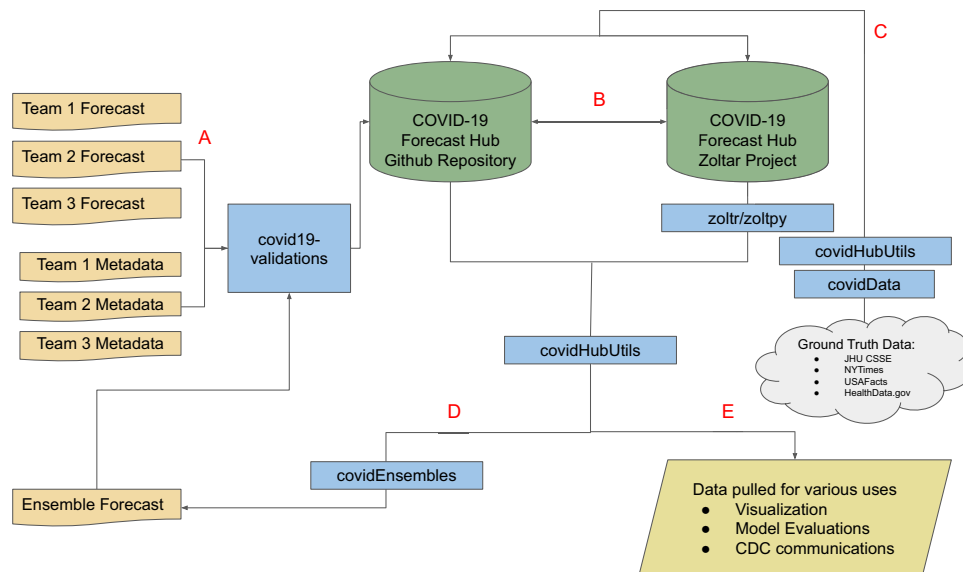 C
COVID-19
Forecast Hub
Github Repository
B
COVID-19
Forecast Hub
Zoltar Project
Team 1 Forecast
A
Team 2 Forecast
Team 3 Forecast
Team 1 Metadata
Team 2 Metadata
Team 3 Metadata
covid19-
validations
zoltr/zoltpy
covidHubUtils
covidData
Ground Truth Data:
● JHU CSSE
● NYTimes
● USAFacts
● HealthData.gov
covidHubUtils
D
E
covidEnsembles
Ensemble Forecast
Data pulled for various uses
● Visualization
● Model Evaluations
● CDC communications